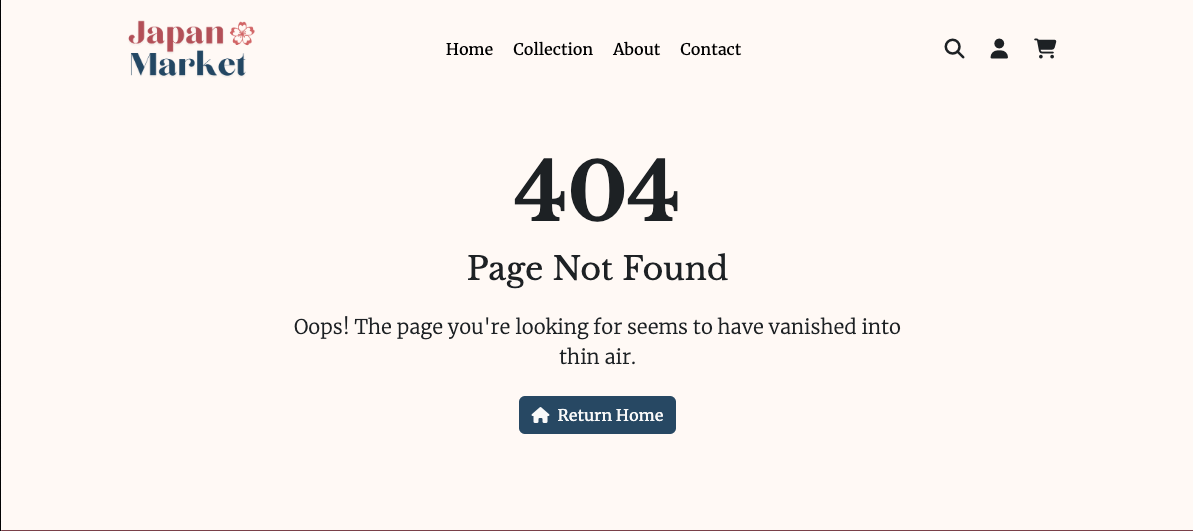 Japan
Market
Home Collection About Contact
404
Page Not Found
Oops! The page you're looking for seems to have vanished into
thin air.
Return Home